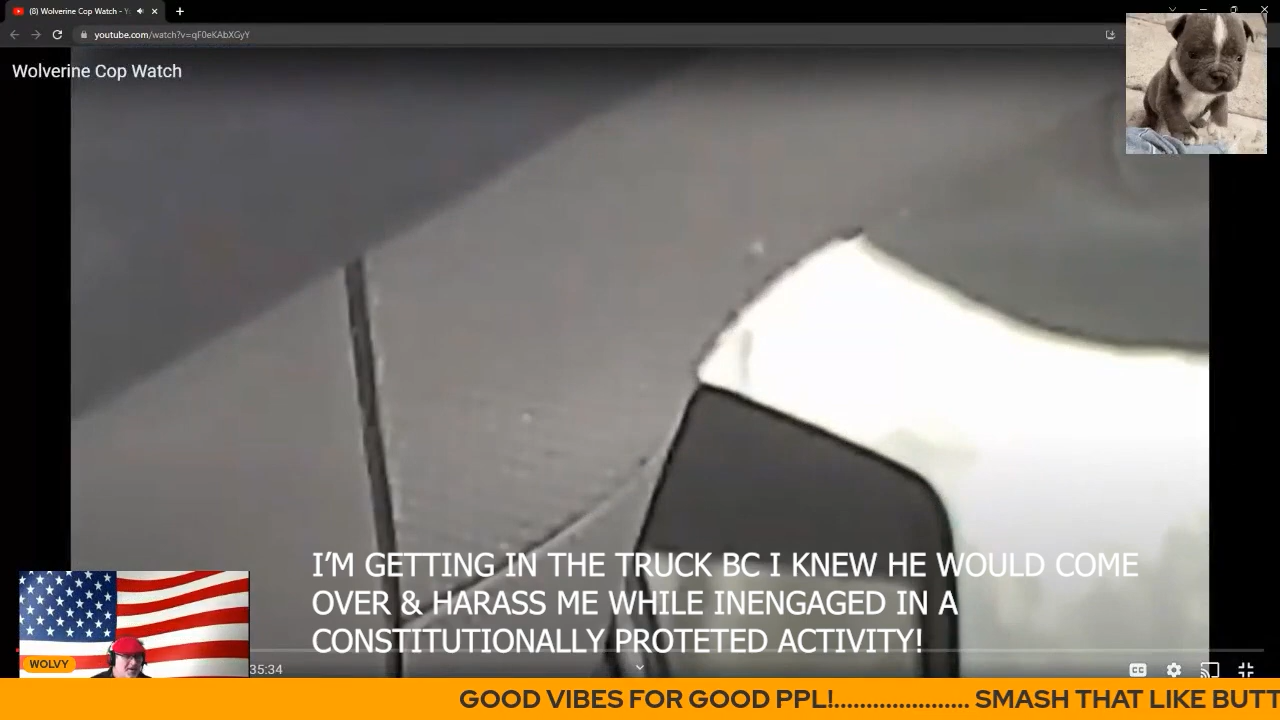 (8) Wolverine Cop Watch - Y
youtube.com/watch?v=qF0eKAbXGyY
Wolverine Cop Watch
I'M GETTING IN THE TRUCK BC I KNEW HE WOULD COME
OVER & HARASS ME WHILE INENGAGED IN A
CONSTITUTIONALLY PROTETED ACTIVITY!
WOLVY
35:34
CC
GOOD VIBES FOR GOOD PPL!..................... SMASH THAT LIKE BUTT